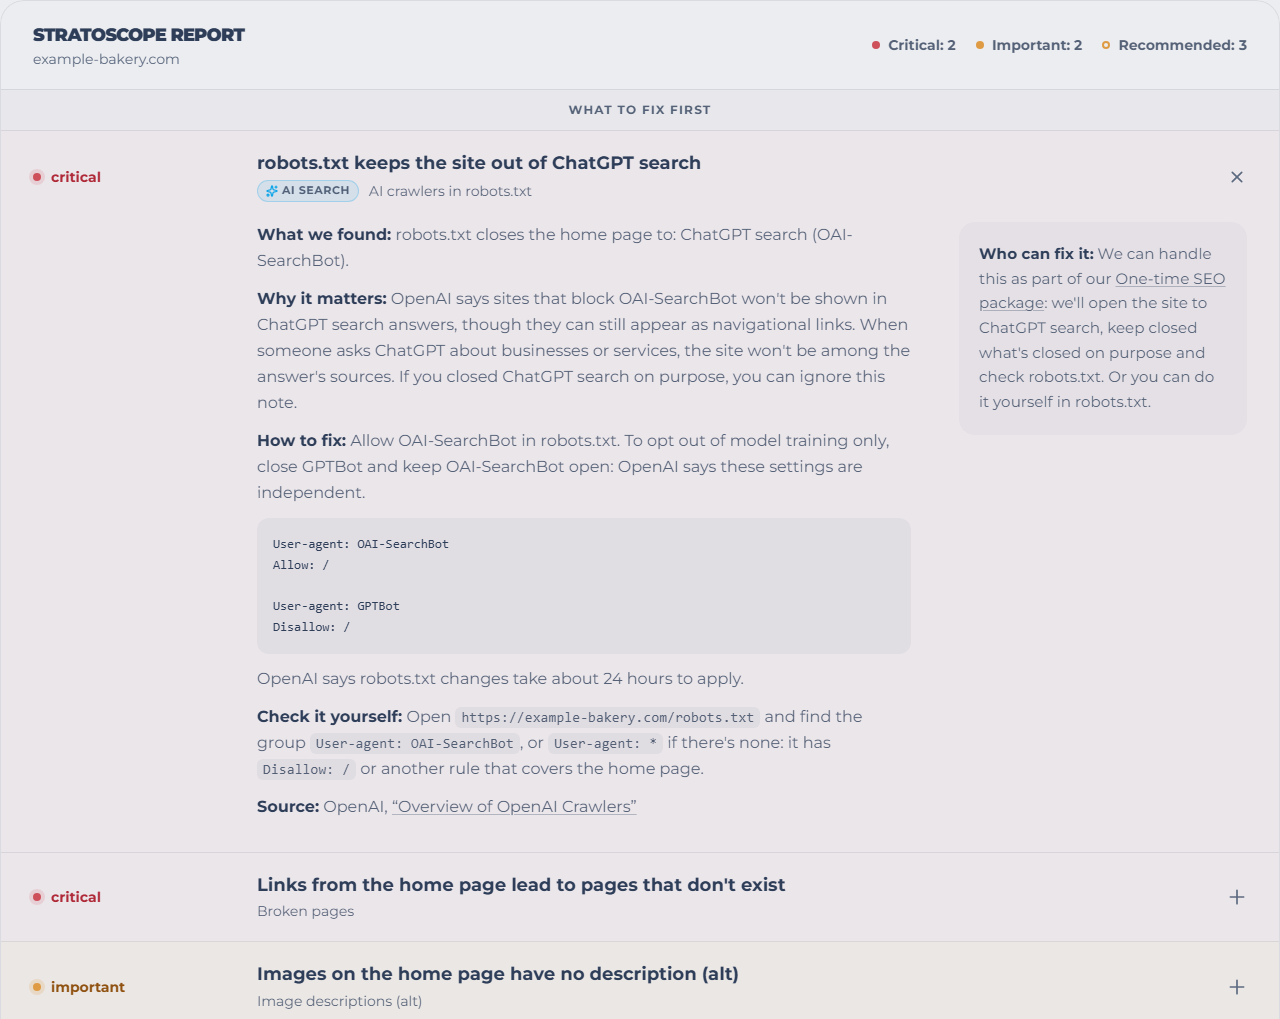 STRATOSCOPE REPORT
example-bakery.com
Critical: 2
Important: 2
Recommended: 3
WHAT TO FIX FIRST
critical
robots.txt keeps the site out of ChatGPT search
AI SEARCH
AI crawlers in robots.txt
What we found: robots.txt closes the home page to: ChatGPT search (OAI-
SearchBot).
Why it matters: OpenAI says sites that block OAI-SearchBot won't be shown in
ChatGPT search answers, though they can still appear as navigational links. When
someone asks ChatGPT about businesses or services, the site won't be among the
answer's sources. If you closed ChatGPT search on purpose, you can ignore this
note.
How to fix: Allow OAI-SearchBot in robots.txt. To opt out of model training only,
close GPTBot and keep OAI-SearchBot open: OpenAI says these settings are
independent.
User-agent: OAI-SearchBot
Allow: /
User-agent: GPTBot
Disallow: /
OpenAI says robots.txt changes take about 24 hours to apply.
Check it yourself: Open https://example-bakery.com/robots.txt and find the
group User-agent: OAI-SearchBot, or User-agent: * if there's none: it has
Disallow: / or another rule that covers the home page.
Source: OpenAI, “Overview of OpenAI Crawlers”
Who can fix it: We can handle
this as part of our One-time SEO
package: we'll open the site to
ChatGPT search, keep closed
what's closed on purpose and
check robots.txt. Or you can do
it yourself in robots.txt.
critical
Links from the home page lead to pages that don't exist
Broken pages
important
Images on the home page have no description (alt)
Image descriptions (alt)